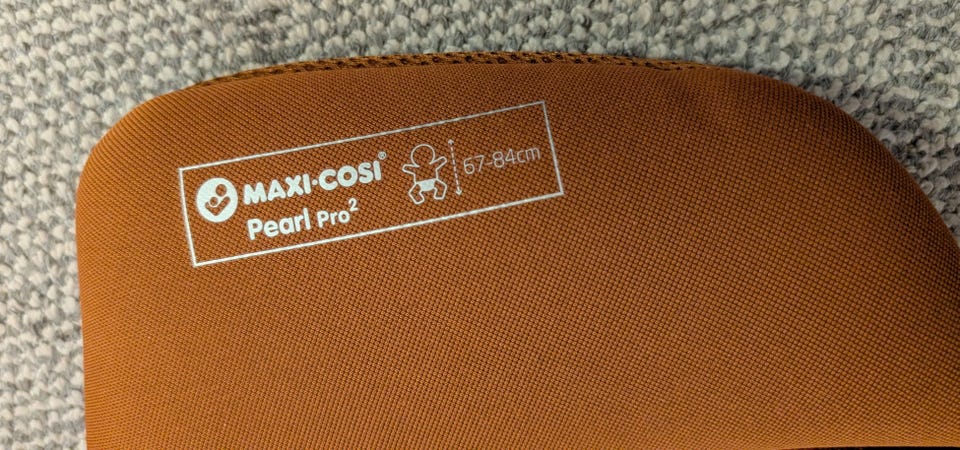 MAXI·COSI®
Pearl Pro²
67-84cm